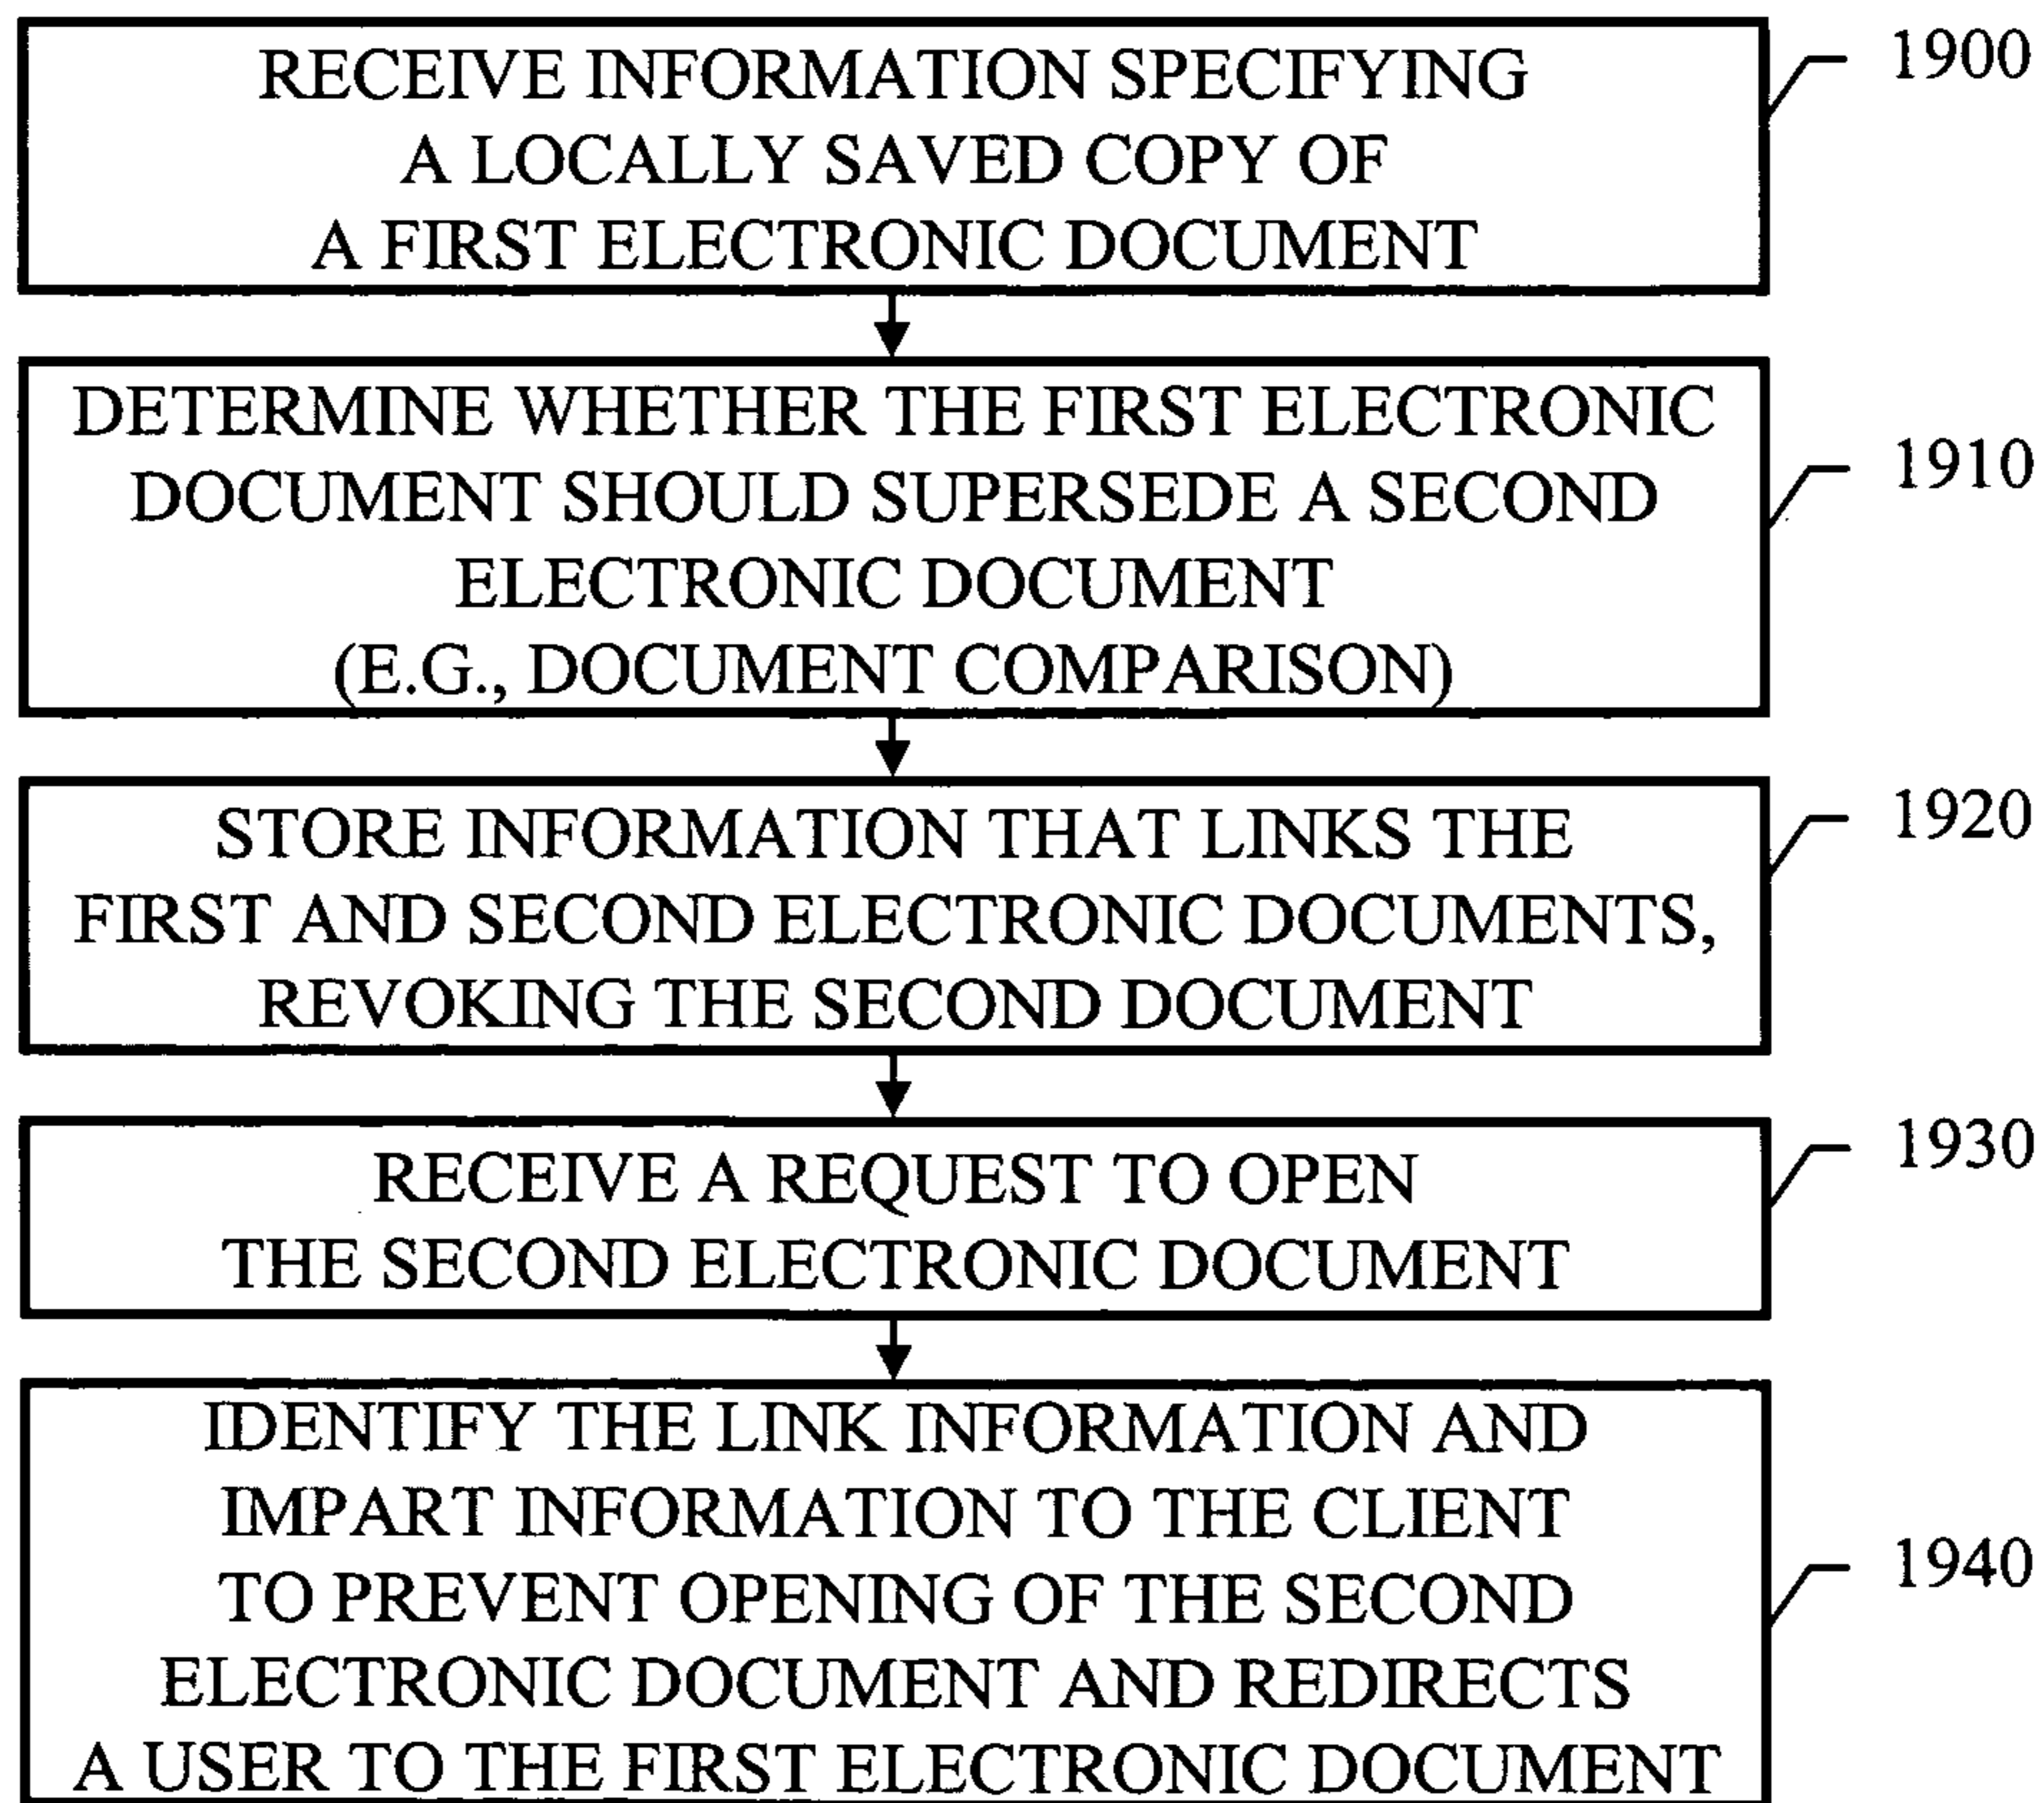 RECEIVE INFORMATION SPECIFYING
A LOCALLY SAVED COPY OF
A FIRST ELECTRONIC DOCUMENT
1900
DETERMINE WHETHER THE FIRST ELECTRONIC
DOCUMENT SHOULD SUPERSEDE A SECOND
ELECTRONIC DOCUMENT
(E.G., DOCUMENT COMPARISON)
1910
STORE INFORMATION THAT LINKS THE
FIRST AND SECOND ELECTRONIC DOCUMENTS,
REVOKING THE SECOND DOCUMENT
1920
RECEIVE A REQUEST TO OPEN
THE SECOND ELECTRONIC DOCUMENT
1930
IDENTIFY THE LINK INFORMATION AND
IMPART INFORMATION TO THE CLIENT
TO PREVENT OPENING OF THE SECOND
ELECTRONIC DOCUMENT AND REDIRECTS
A USER TO THE FIRST ELECTRONIC DOCUMENT
1940